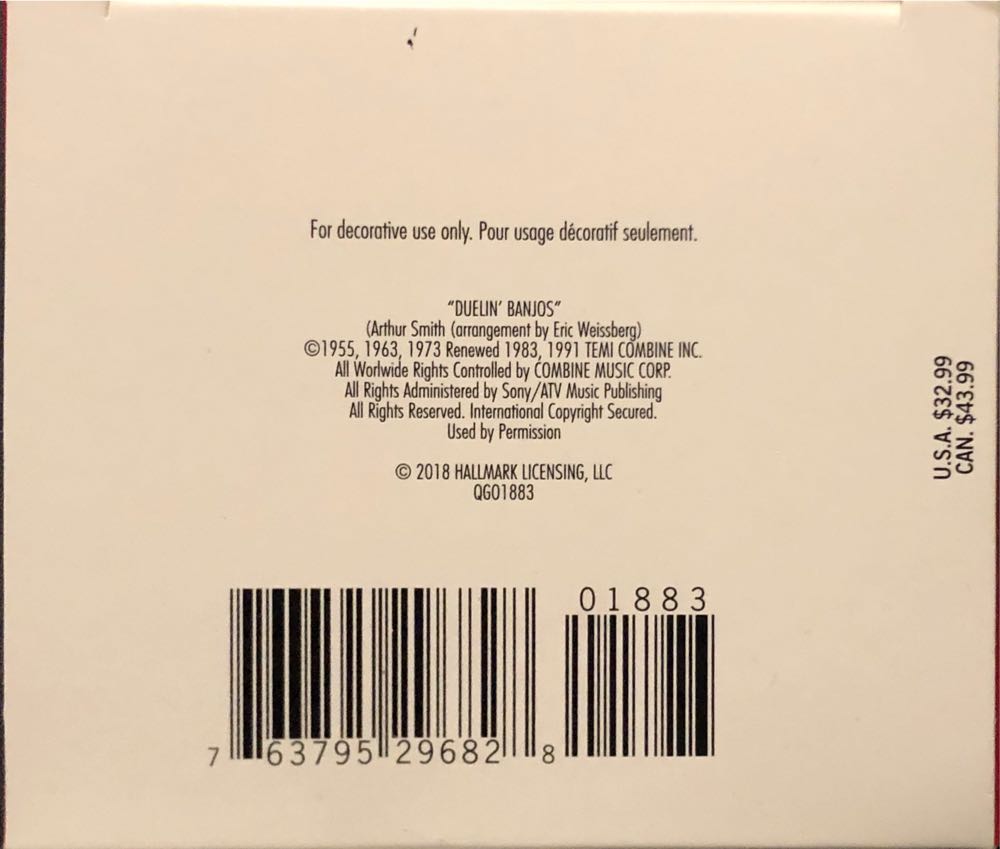 For decorative use only. Pour usage décoratif seulement.
"DUELIN' BANJOS"
(Arthur Smith (arrangement by Eric Weissberg)
©1955, 1963, 1973 Renewed 1983, 1991 TEMI COMBINE INC.
All Worlwide Rights Controlled by COMBINE MUSIC CORP.
All Rights Administered by Sony/ATV Music Publishing
All Rights Reserved. International Copyright Secured.
Used by Permission
© 2018 HALLMARK LICENSING, LLC
QGO1883
U.S.A. $32.99
CAN. $43.99
01883
7 63795 29682 8